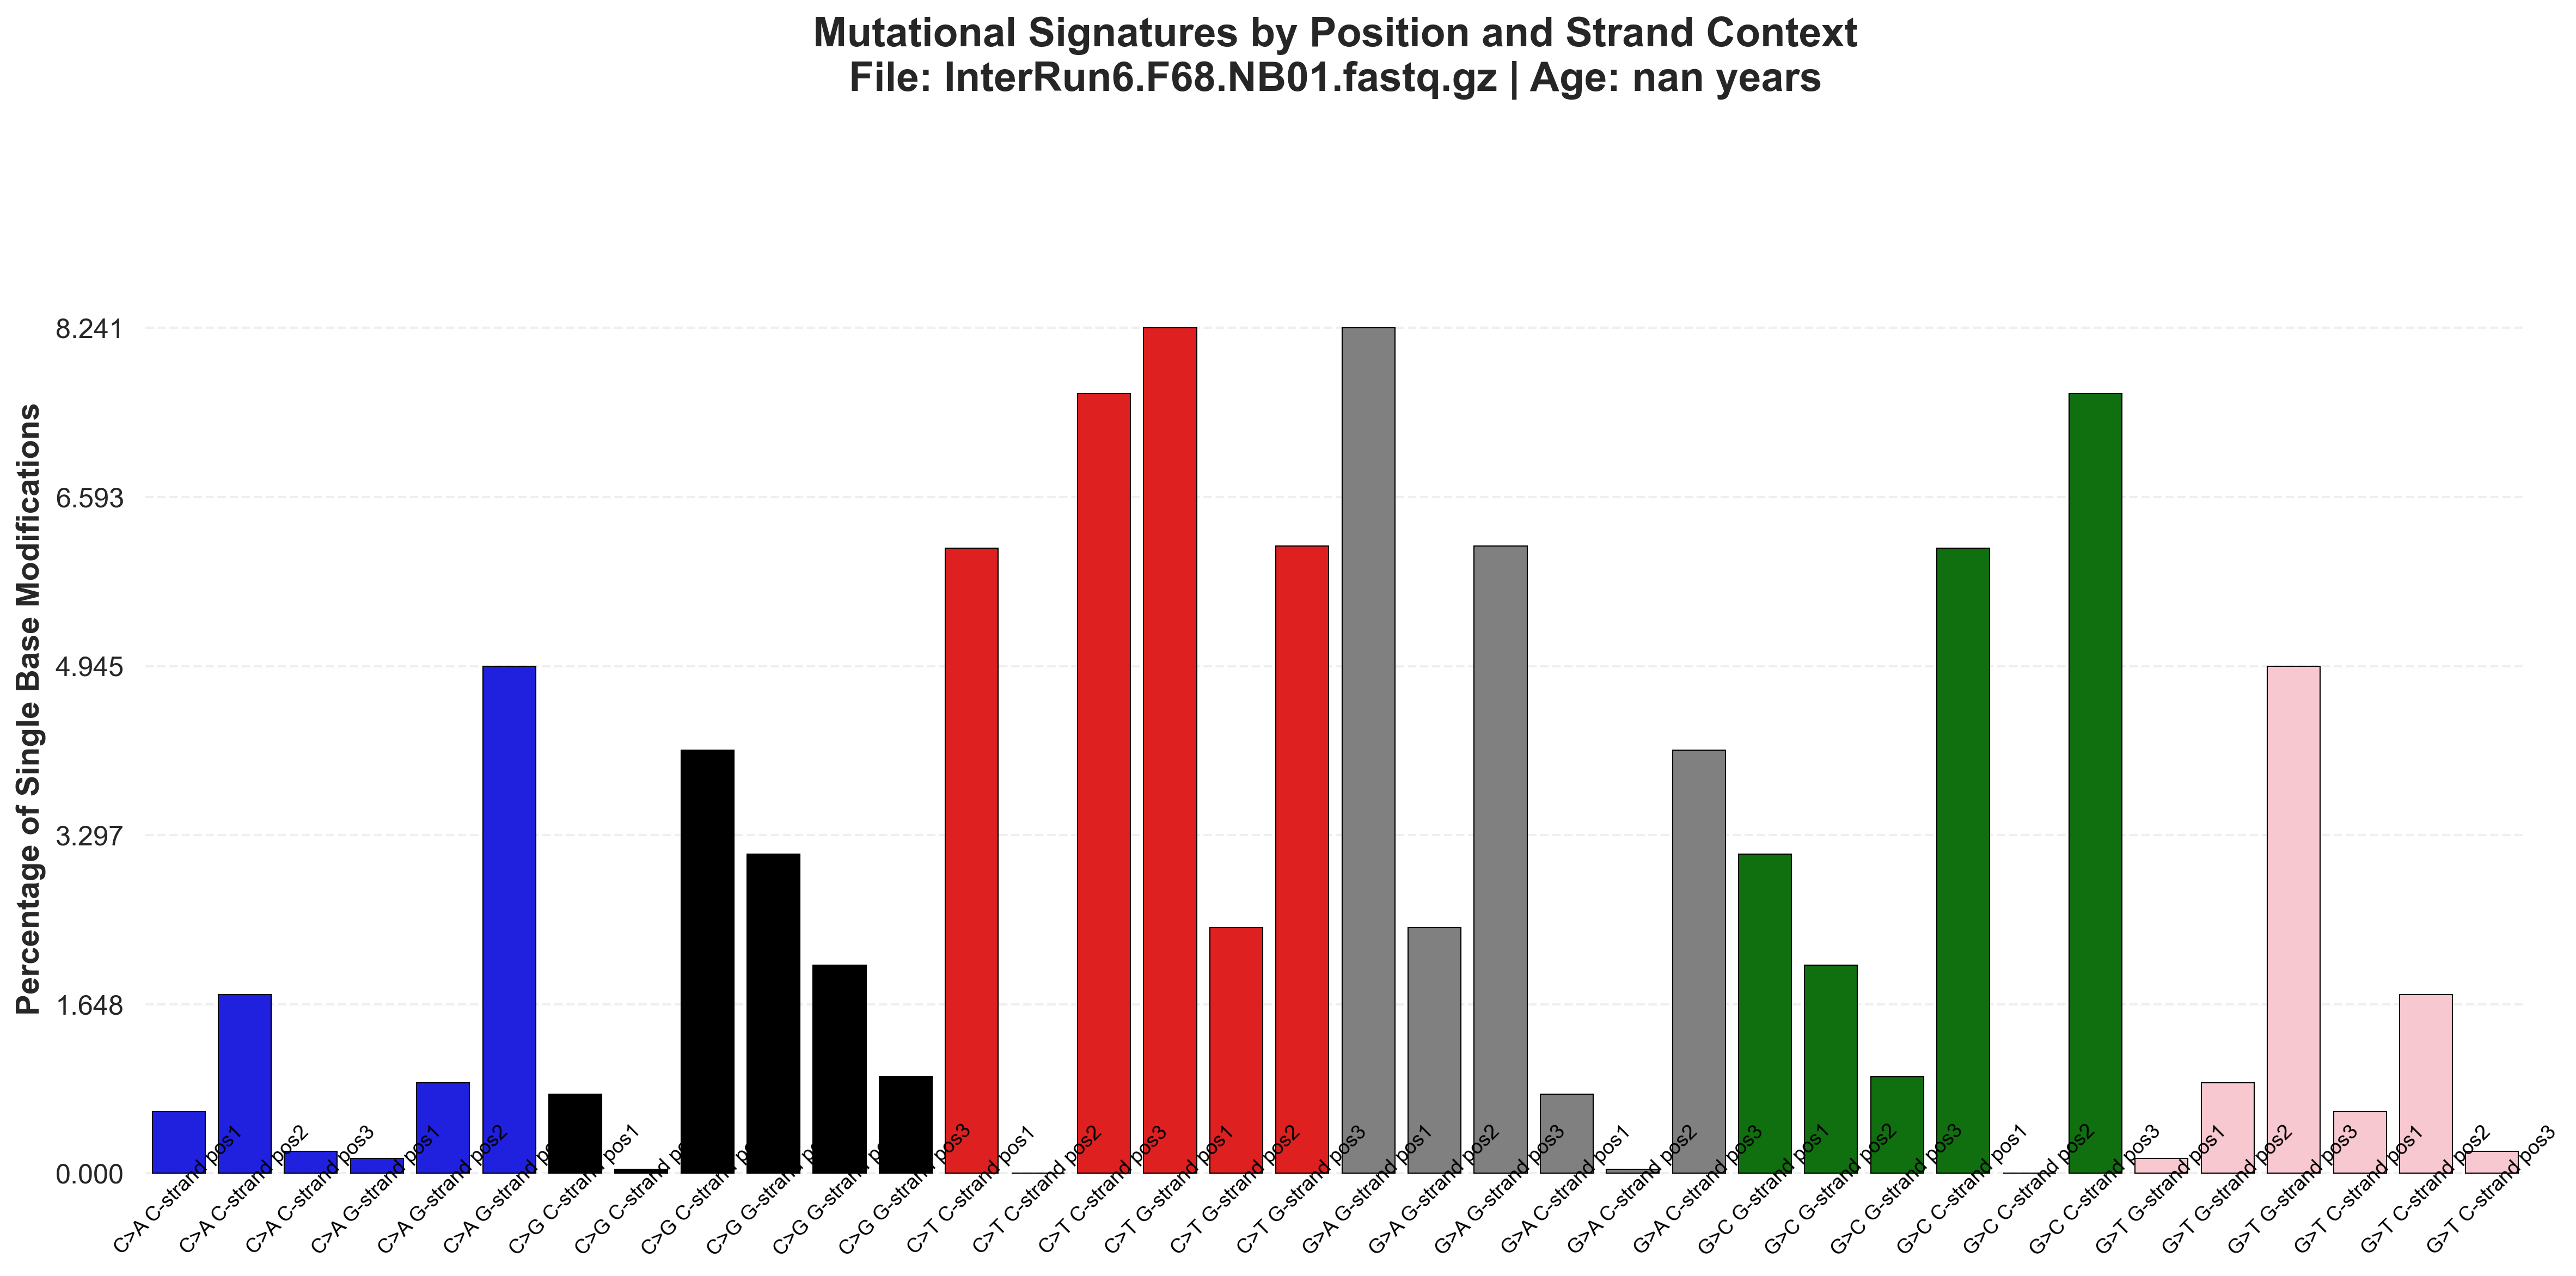 Mutational Signatures by Position and Strand Context
File: InterRun6.F68.NB01.fastq.gz | Age: nan years
Percentage of Single Base Modifications
8.241
6.593
4.945
3.297
1.648
0.000
C>A C-strand pos1
C>A C-strand pos2
C>A C-strand pos3
C>A G-strand pos1
C>A G-strand pos2
C>A G-strand
C>G C-strand pos1
C>G C-strand
C>G C-strand
C>G G-strand
C>G G-strand
C>G G-strand pos3
C>T C-strand pos1
C>T C-strand pos2
C>T C-strand pos3
C>T G-strand pos1
C>T G-strand pos2
C>T G-strand pos3
G>A G-strand pos1
G>A G-strand pos2
G>A G-strand pos3
G>A C-strand pos1
G>A C-strand pos2
G>A C-strand pos3
G>C G-strand pos1
G>C G-strand pos2
G>C G-strand pos3
G>C C-strand pos1
G>C C-strand pos2
G>C C-strand pos3
G>T G-strand pos1
G>T G-strand pos2
G>T G-strand pos3
G>T C-strand pos1
G>T C-strand pos2
G>T C-strand pos3